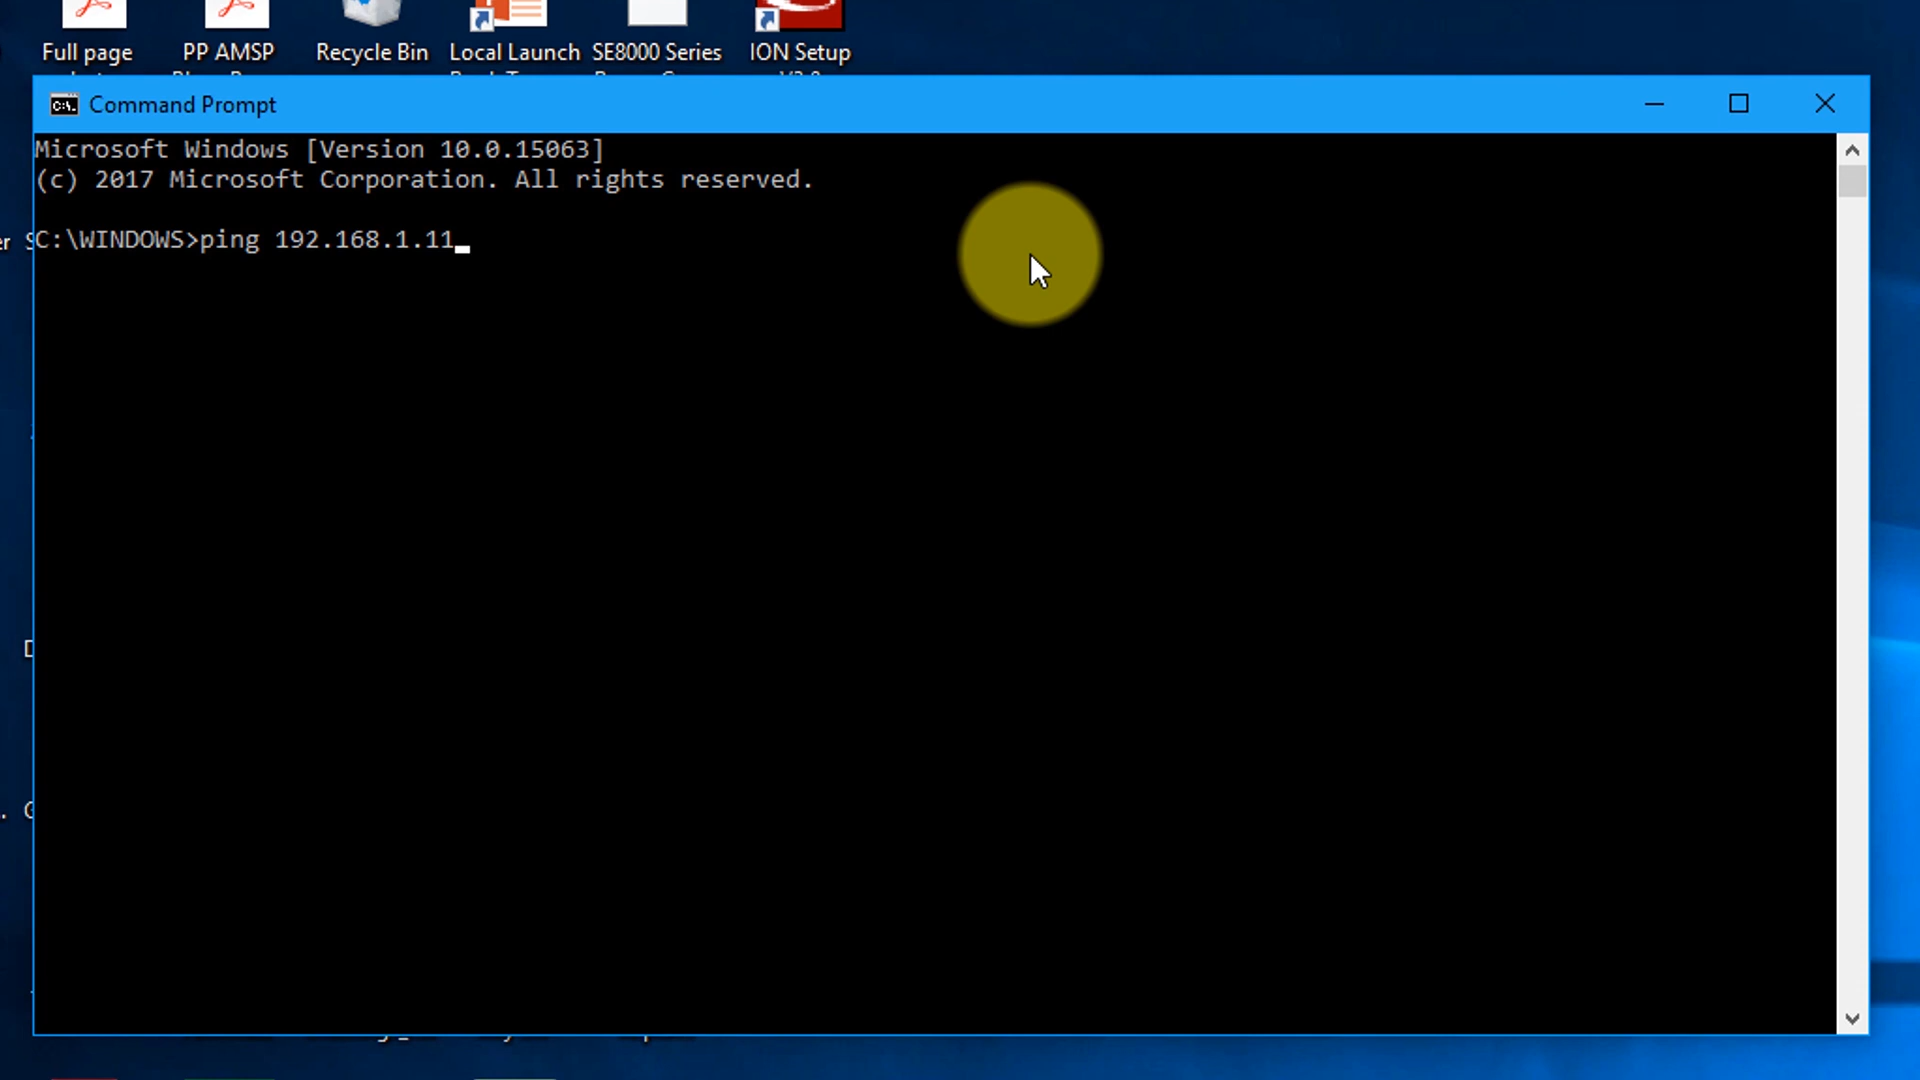 Full page
PP AMSP
Recycle Bin
Local Launch
SE8000 Series
ION Setup
Command Prompt
Microsoft Windows [Version 10.0.15063]
(c) 2017 Microsoft Corporation. All rights reserved.
C:\WINDOWS>ping 192.168.1.11